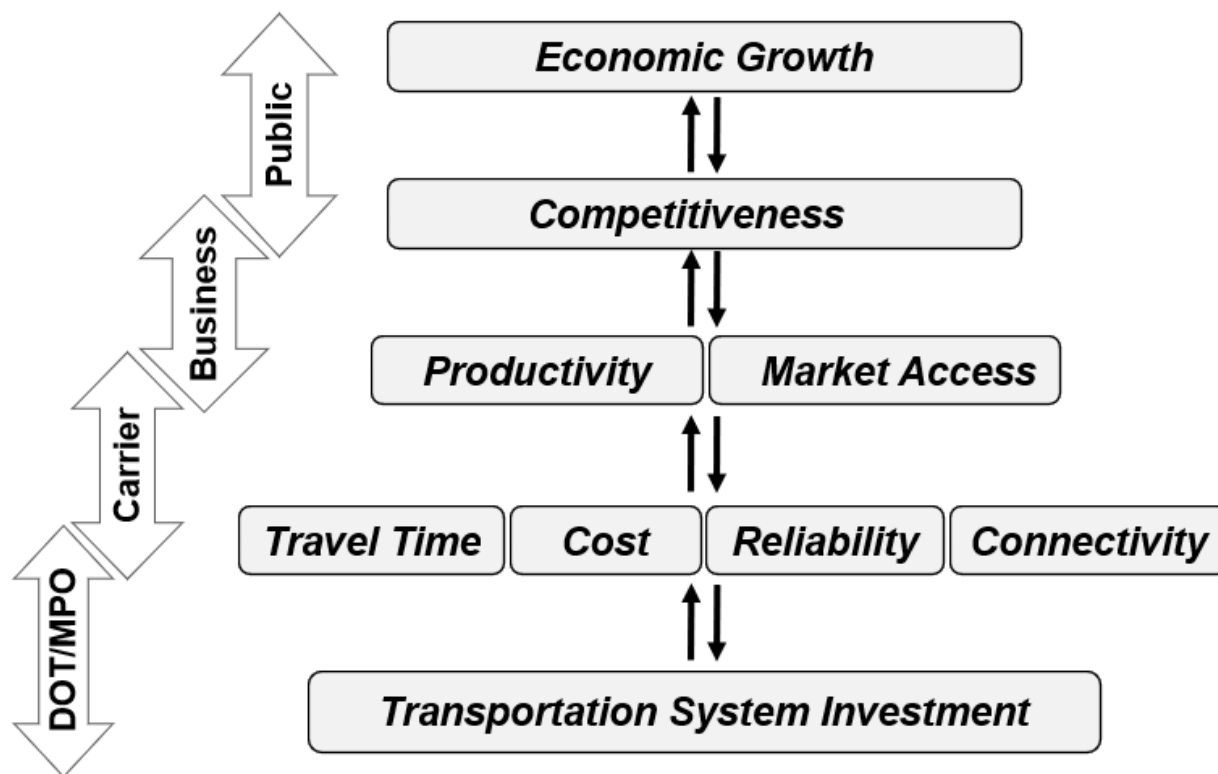 Economic Growth
Public
Competitiveness
Business
Productivity
Market Access
Carrier
Travel Time
Cost
Reliability
Connectivity
DOT/MPO
Transportation System Investment